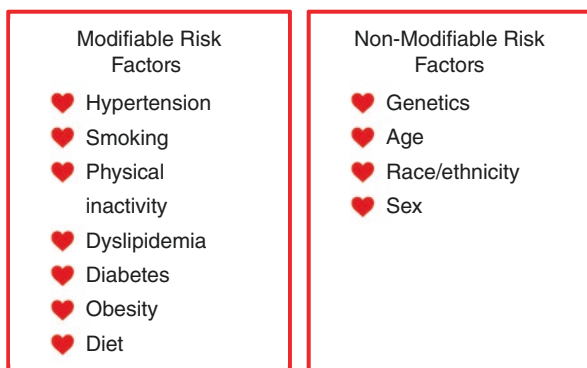 Modifiable Risk
Factors
Hypertension
Smoking
Physical
inactivity
Dyslipidemia
Diabetes
Obesity
Diet
Non-Modifiable Risk
Factors
Genetics
Age
Race/ethnicity
Sex